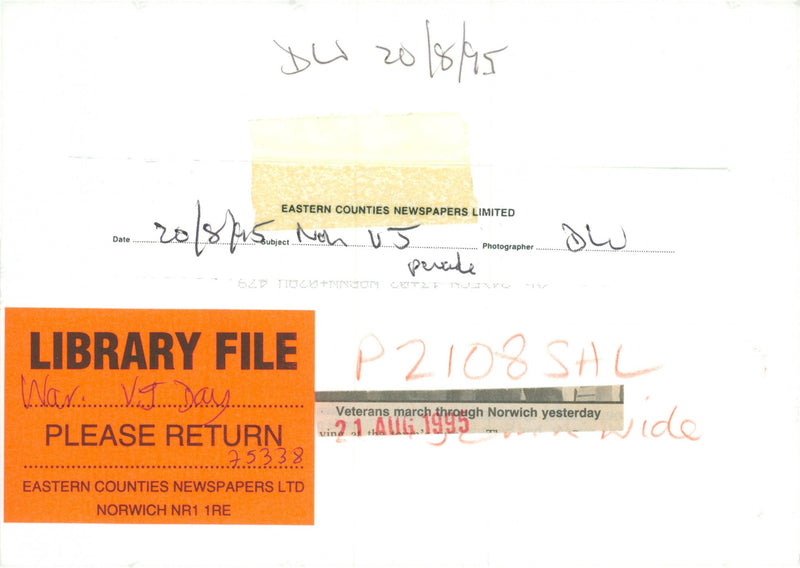 DW 20/8/95
EASTERN COUNTIES NEWSPAPERS LIMITED
Date 20/8/95 Subject Nch VJ Photographer DW
parade
LIBRARY FILE
War. VJ Day
PLEASE RETURN
75338
EASTERN COUNTIES NEWSPAPERS LTD
NORWICH NR1 1RE
P2108SHL
Veterans march through Norwich yesterday
21 AUG 1995
wide